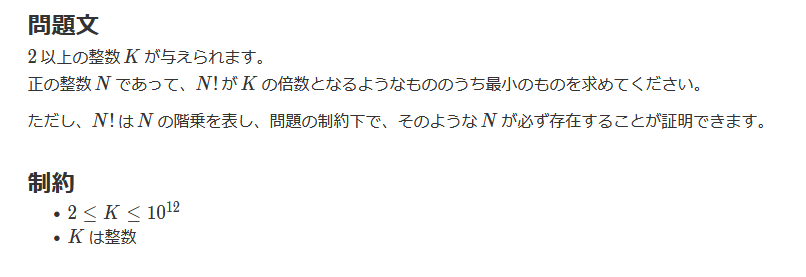 問題文
2 以上の整数 K が与えられます。
正の整数 N であって、N! が K の倍数となるようなもののうち最小のものを求めてください。
ただし、N! は N の階乗を表し、問題の制約下で、そのような N が必ず存在することが証明できます。
制約
• 2 ≤ K ≤ 10¹²
• K は整数